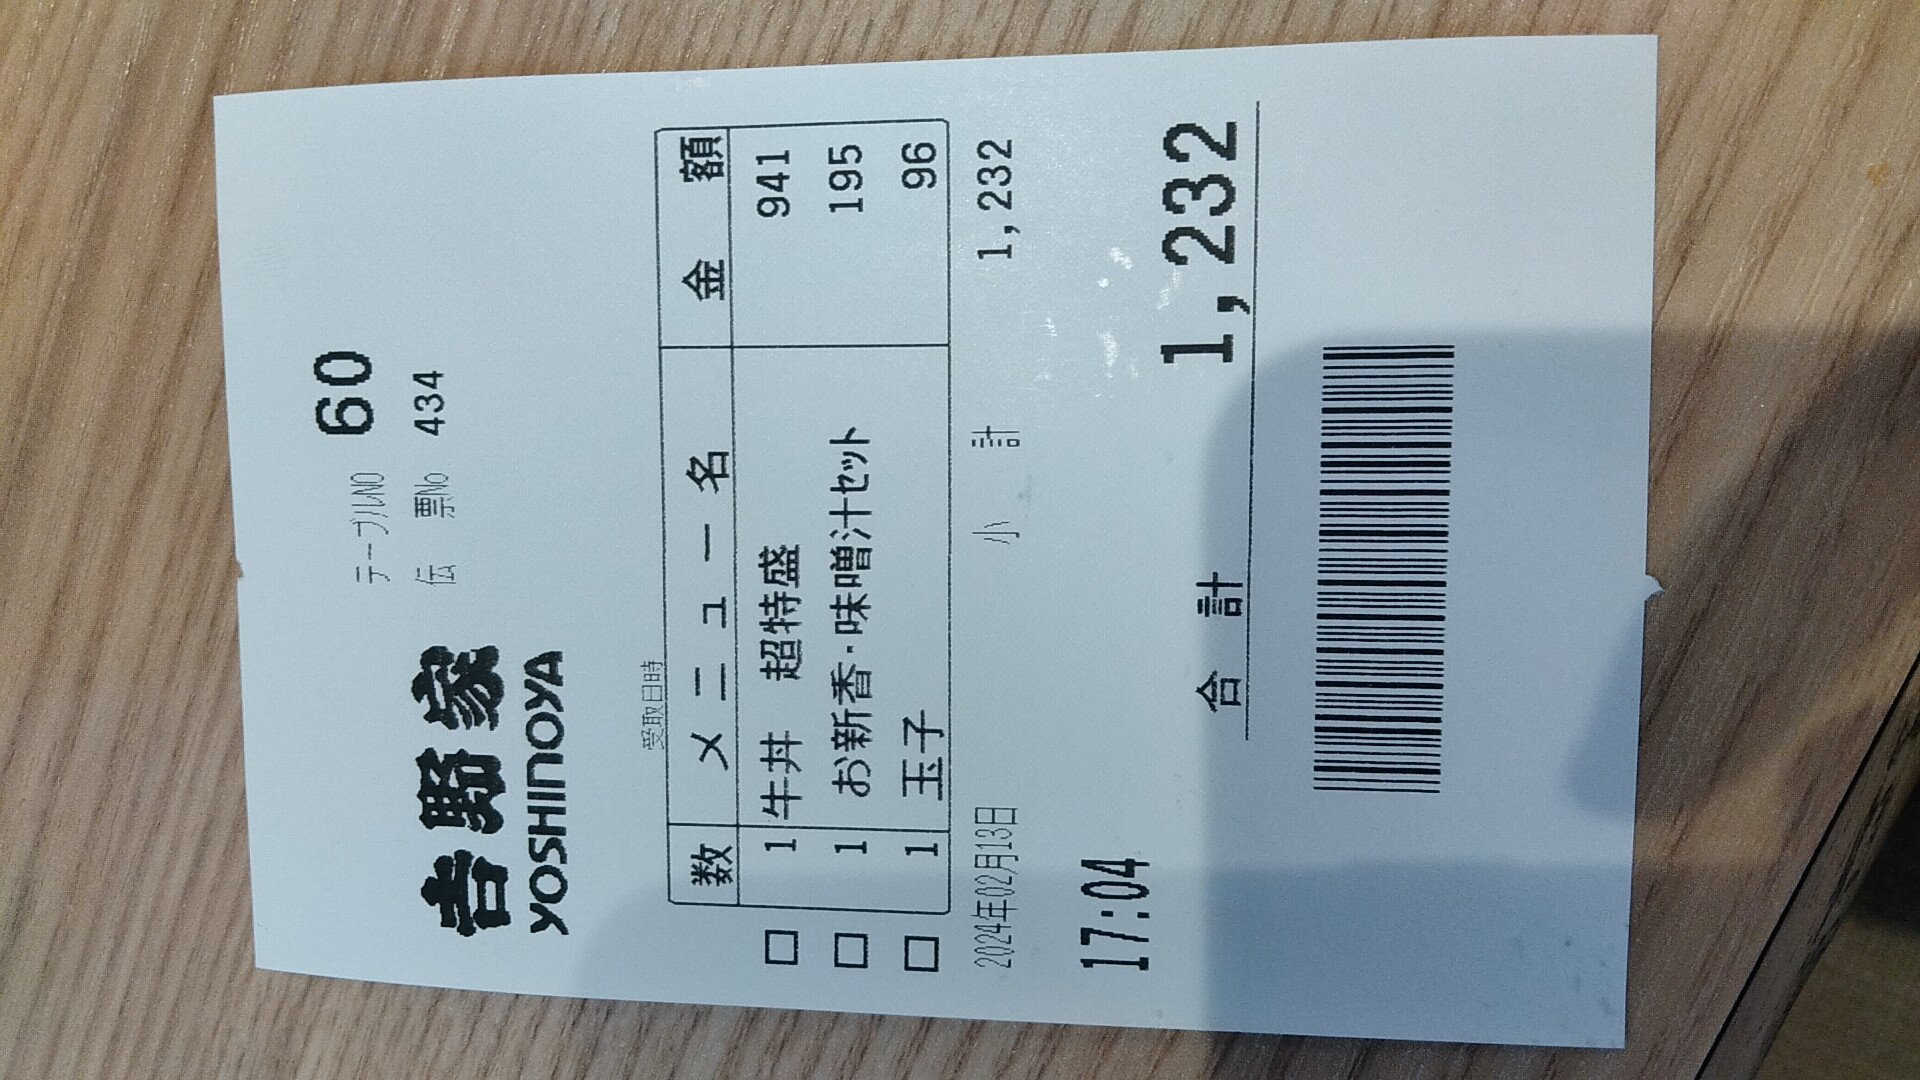 テーブルNO 60
伝票No 434
吉野家
YOSHINOYA
受取日時
数 メニュー名 金額
□ 1 牛丼 超特盛 941
□ 1 お新香・味噌汁セット 195
□ 1 玉子 96
2024年02月13日 小計 1,232
17:04
合計 1,232